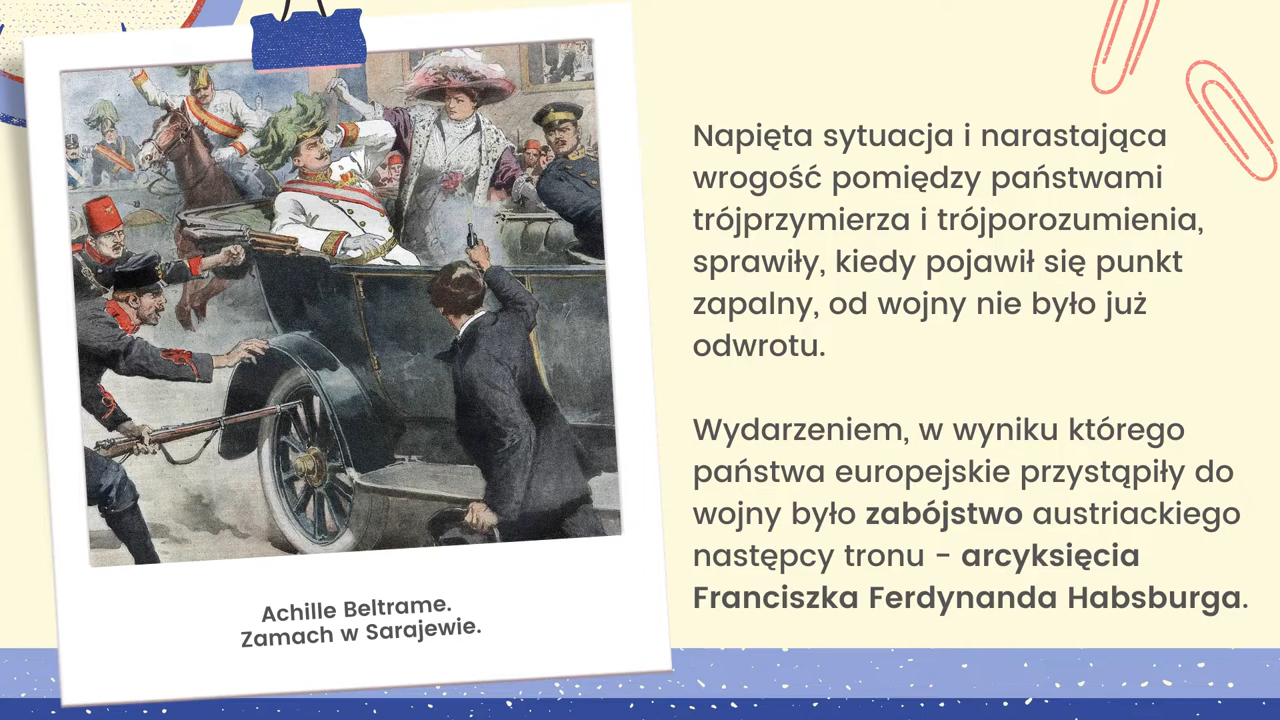 Napięta sytuacja i narastająca
wrogość pomiędzy państwami
trójprzymierza i trójporozumienia,
sprawiły, kiedy pojawił się punkt
zapalny, od wojny nie było już
odwrotu.
Wydarzeniem, w wyniku którego
państwa europejskie przystąpiły do
wojny było zabójstwo austriackiego
następcy tronu - arcyksięcia
Franciszka Ferdynanda Habsburga.
Achille Beltrame.
Zamach w Sarajewie.